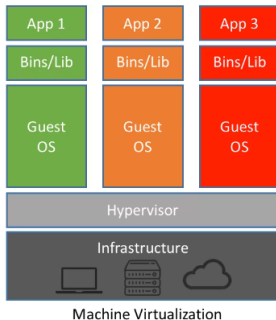 App 1
App 2
App 3
Bins/Lib
Bins/Lib
Bins/Lib
Guest
OS
Guest
OS
Guest
OS
Hypervisor
Infrastructure
Machine Virtualization